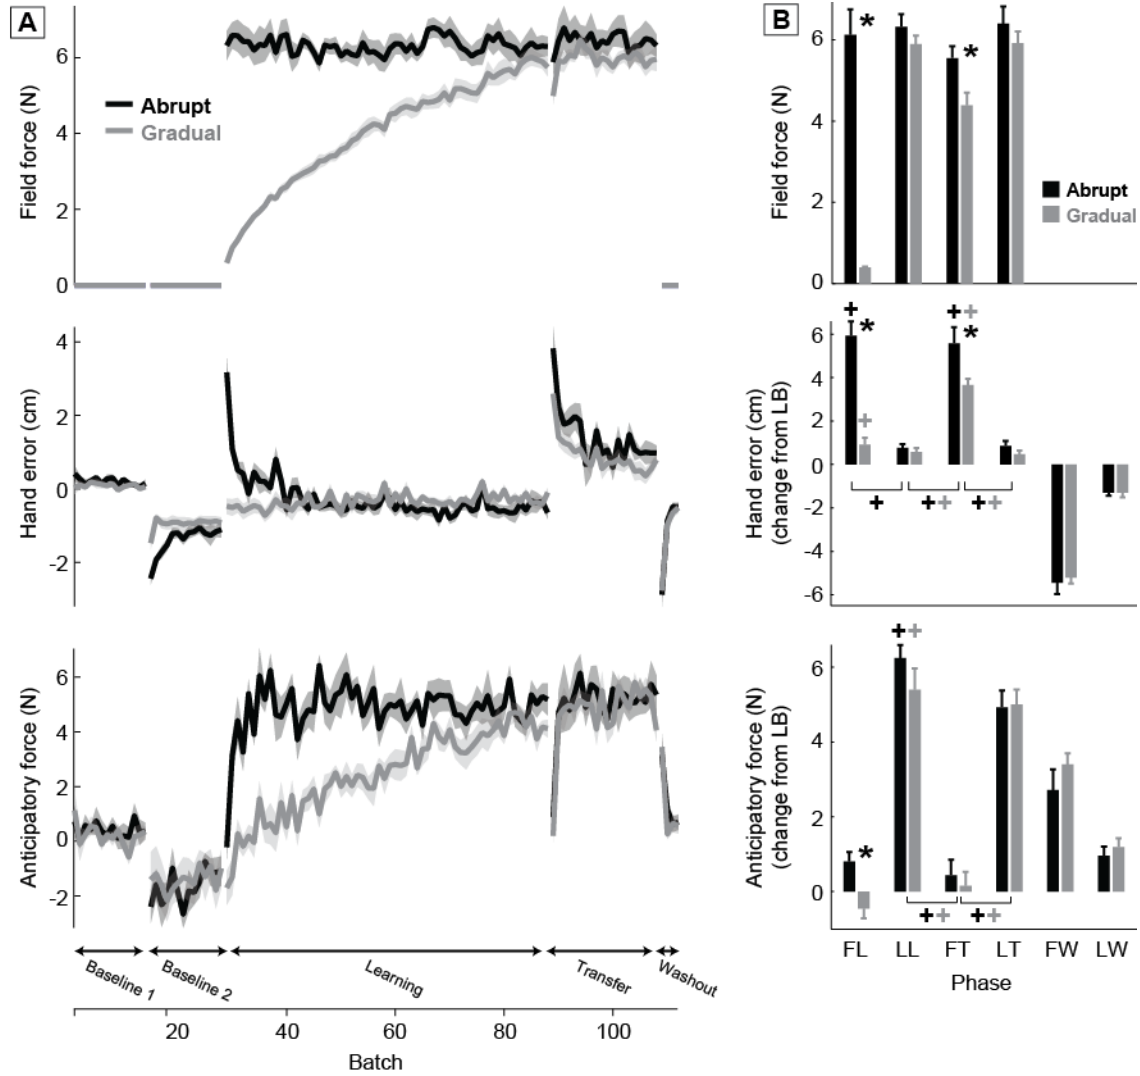 A
Field force (N)
6
4
2
0
Abrupt
Gradual
Hand error (cm)
4
2
0
-2
Anticipatory force (N)
6
4
2
0
-2
Baseline 1
Baseline 2
Learning
Transfer
Washout
20
40
60
80
100
Batch
B
Field force (N)
6
4
2
0
*
*
Abrupt
Gradual
Hand error (cm)
(change from LB)
6
4
2
0
-2
-4
-6
+
*
+
+ +
*
+
+ +
+ +
Anticipatory force (N)
(change from LB)
6
4
2
0
+ +
*
+ +
+ +
FL LL FT LT FW LW
Phase